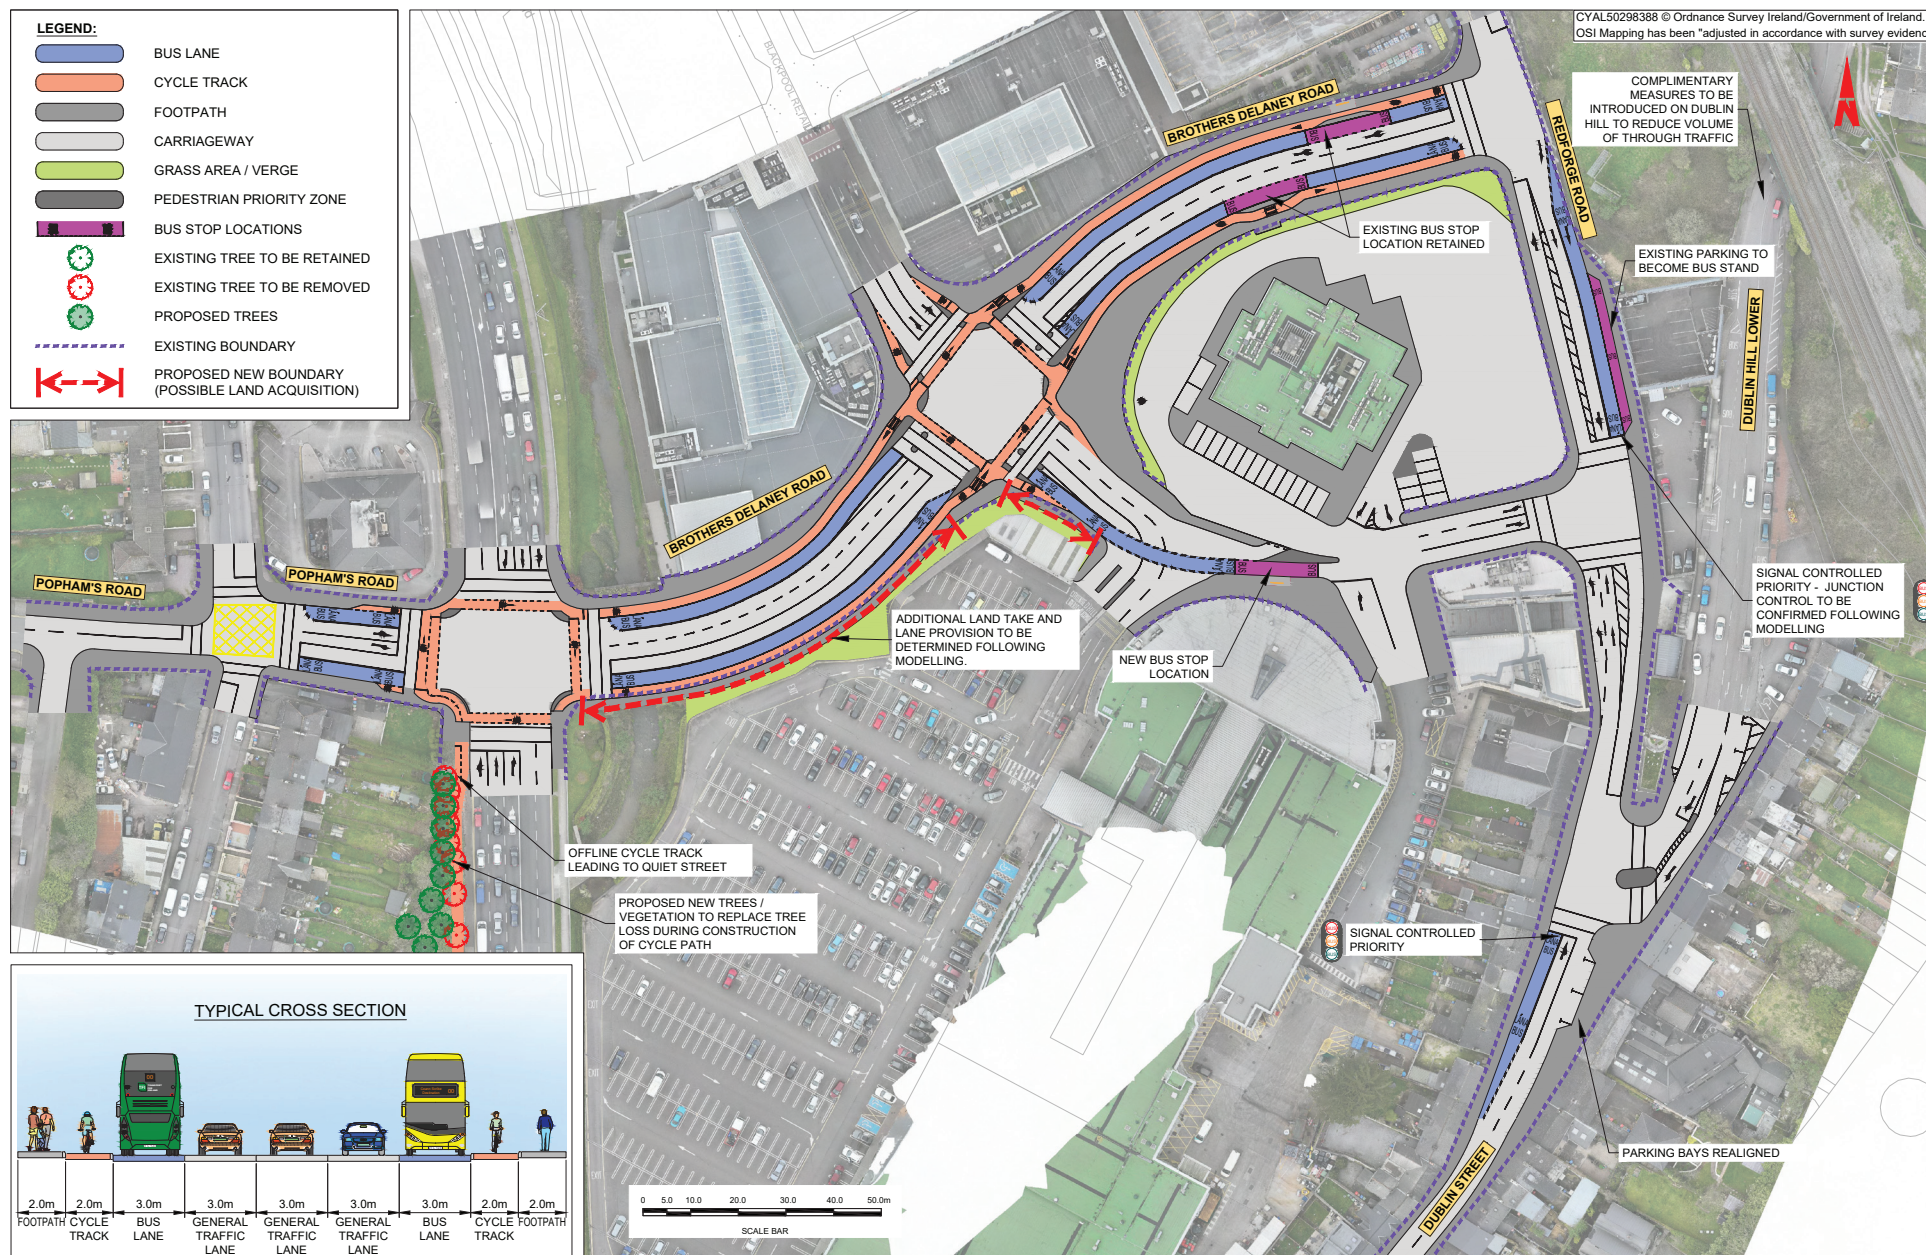 LEGEND:
BUS LANE
CYCLE TRACK
FOOTPATH
CARRIAGEWAY
GRASS AREA / VERGE
PEDESTRIAN PRIORITY ZONE
BUS STOP LOCATIONS
EXISTING TREE TO BE RETAINED
EXISTING TREE TO BE REMOVED
PROPOSED TREES
EXISTING BOUNDARY
PROPOSED NEW BOUNDARY
(POSSIBLE LAND ACQUISITION)
CYAL50298388 © Ordnance Survey Ireland/Government of Ireland.
OSI Mapping has been "adjusted in accordance with survey evidenc
BLACKPOOL RETAIL
BROTHERS DELANEY ROAD
REDFORGE ROAD
COMPLIMENTARY
MEASURES TO BE
INTRODUCED ON DUBLIN
HILL TO REDUCE VOLUME
OF THROUGH TRAFFIC
N
EXISTING BUS STOP
LOCATION RETAINED
EXISTING PARKING TO
BECOME BUS STAND
DUBLIN HILL LOWER
BROTHERS DELANEY ROAD
POPHAM'S ROAD
POPHAM'S ROAD
ADDITIONAL LAND TAKE AND
LANE PROVISION TO BE
DETERMINED FOLLOWING
MODELLING.
NEW BUS STOP
LOCATION
SIGNAL CONTROLLED
PRIORITY - JUNCTION
CONTROL TO BE
CONFIRMED FOLLOWING
MODELLING
OFFLINE CYCLE TRACK
LEADING TO QUIET STREET
PROPOSED NEW TREES /
VEGETATION TO REPLACE TREE
LOSS DURING CONSTRUCTION
OF CYCLE PATH
SIGNAL CONTROLLED
PRIORITY
LÁNA
BUS
PARKING BAYS REALIGNED
DUBLIN STREET
TYPICAL CROSS SECTION
2.0m 2.0m 3.0m 3.0m 3.0m 3.0m 3.0m 2.0m 2.0m
FOOTPATH CYCLE TRACK BUS LANE GENERAL TRAFFIC LANE GENERAL TRAFFIC LANE GENERAL TRAFFIC LANE BUS LANE CYCLE TRACK FOOTPATH
0 5.0 10.0 20.0 30.0 40.0 50.0m
SCALE BAR